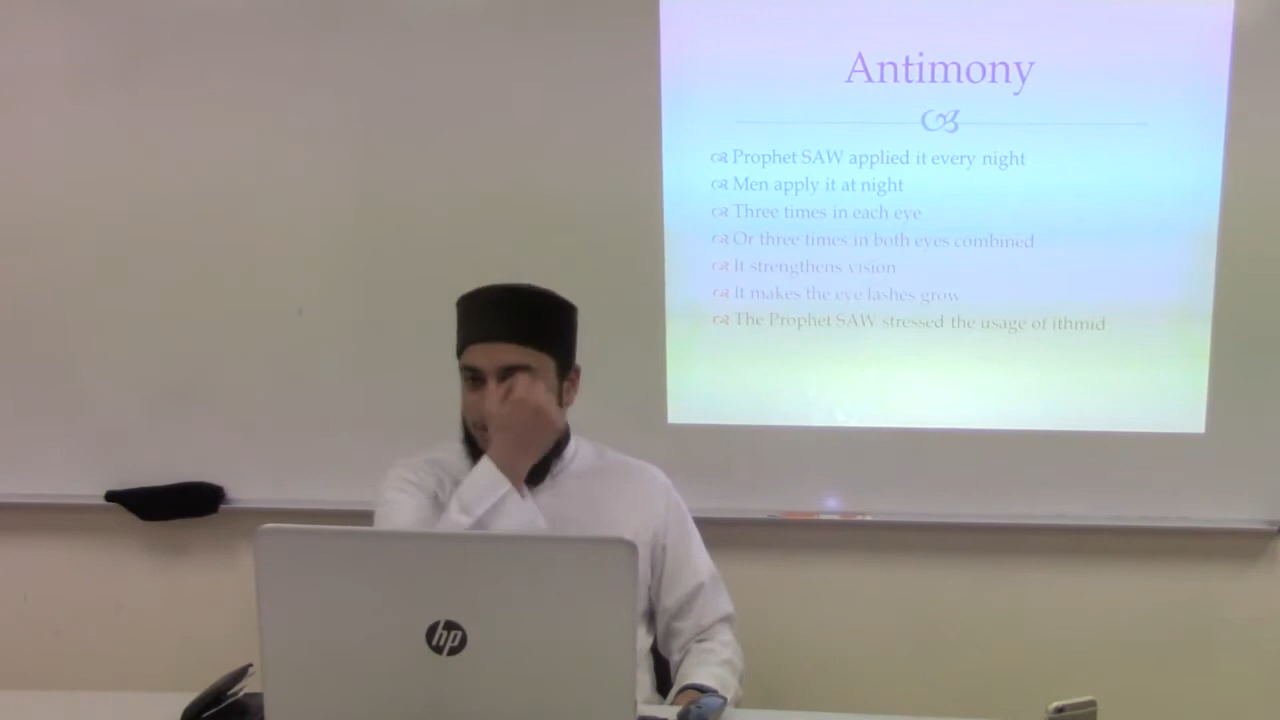 Antimony
Prophet SAW applied it every night
Men apply it at night
Three times in each eye
Or three times in both eyes combined
It strengthens vision
It makes the eye lashes grow
The Prophet SAW stressed the usage of ithmid
hp